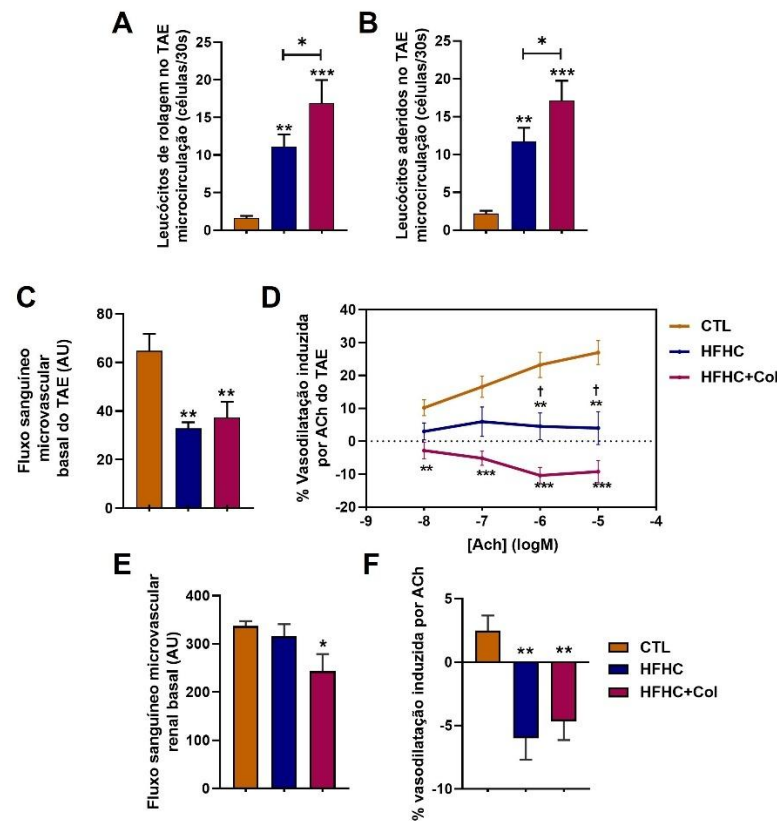 A
Leucócitos de rolagem no TAE
microcirculação (células/30s)
25
20
15
10
5
0
*
**
***
B
Leucócitos aderidos no TAE
microcirculação (células/30s)
25
20
15
10
5
0
*
**
***
C
Fluxo sanguíneo
microvascular
basal do TAE (AU)
80
60
40
20
0
**
**
D
% Vasodilatação induzida
por ACh do TAE
40
30
20
10
0
-10
-20
† †
** **
** *** *** ***
-9 -8 -7 -6 -5 -4
[Ach] (logM)
CTL
HFHC
HFHC+Col
E
Fluxo sanguíneo microvascular
renal basal (AU)
400
300
200
100
0
*
F
% vasodilatação induzida por ACh
5
0
-5
-10
** **
CTL
HFHC
HFHC+Col